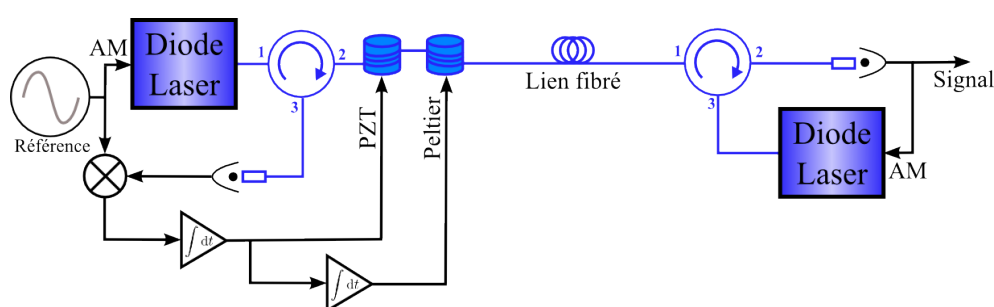 AM
Diode
Laser
Référence
1
2
3
PZT
Peltier
Lien fibré
1
2
3
Signal
Diode
Laser
AM
∫ dt
∫ dt